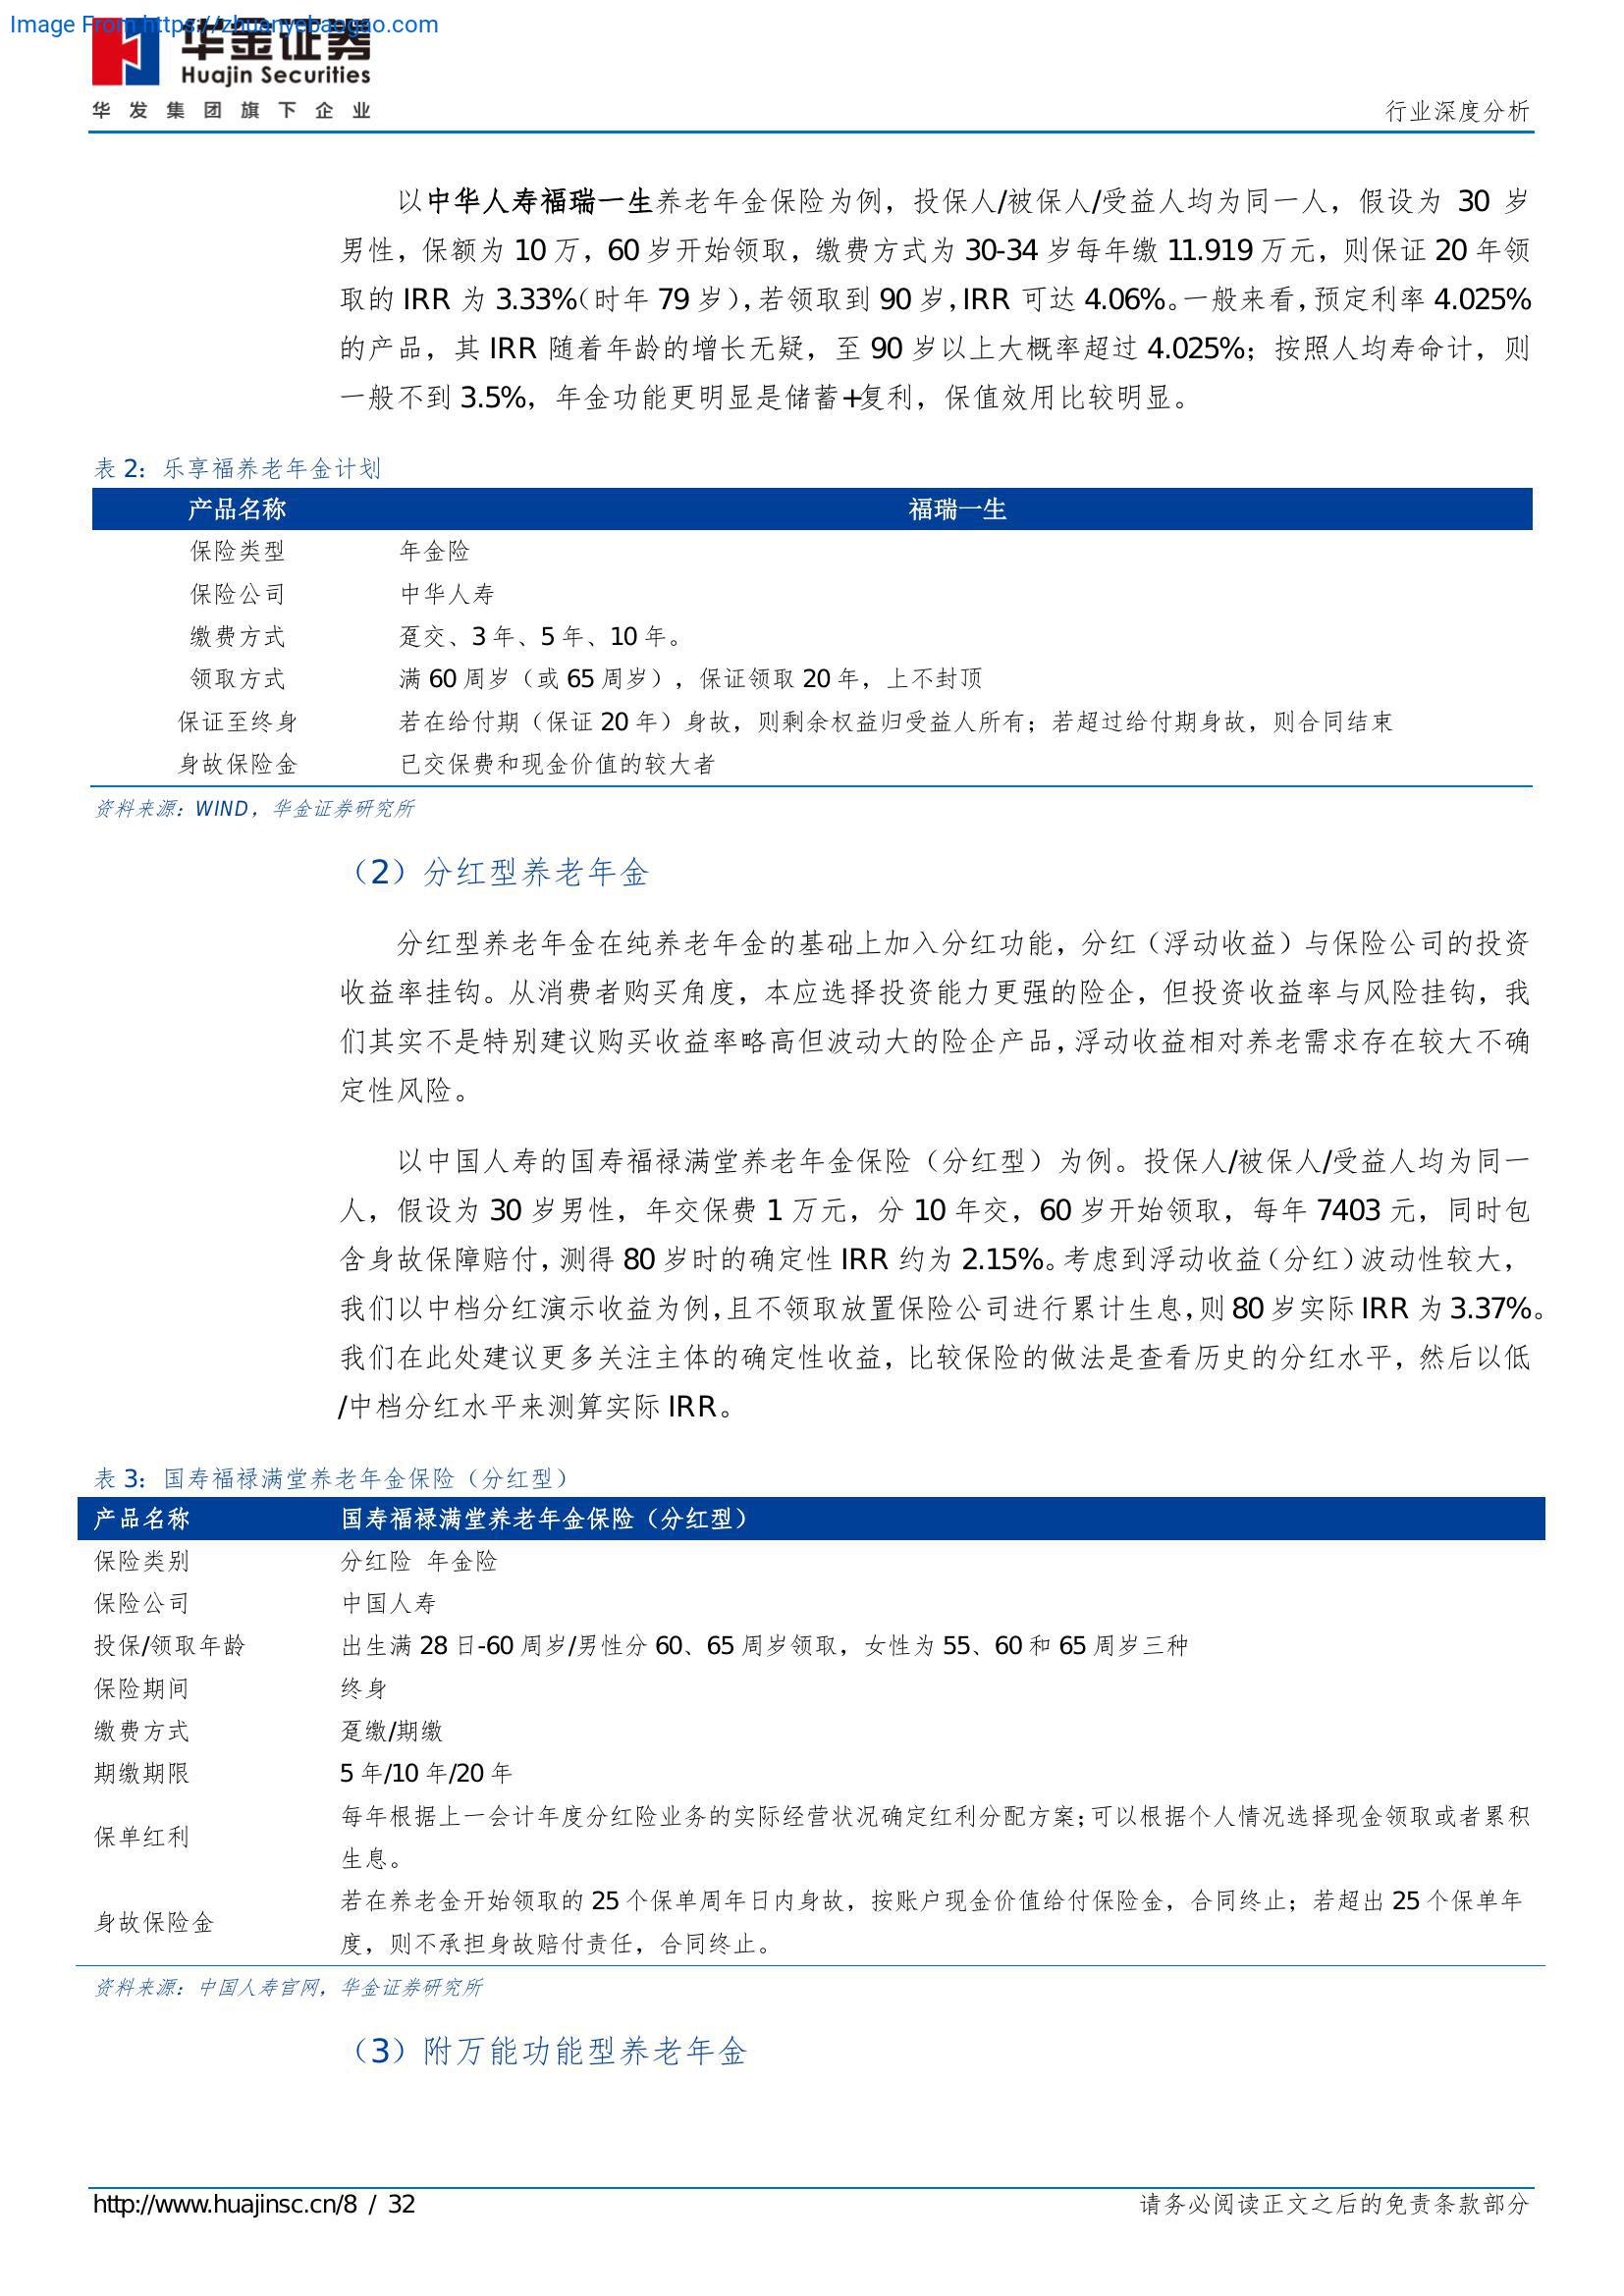 Image From https://zhuanyebaogao.com
华金证券
Huajin Securities
华发集团旗下企业
行业深度分析
以中华人寿福瑞一生养老年金保险为例，投保人/被保人/受益人均为同一人，假设为 30 岁
男性，保额为 10 万，60 岁开始领取，缴费方式为 30-34 岁每年缴 11.919 万元，则保证 20 年领
取的 IRR 为 3.33%（时年 79 岁），若领取到 90 岁，IRR 可达 4.06%。一般来看，预定利率 4.025%
的产品，其 IRR 随着年龄的增长无疑，至 90 岁以上大概率超过 4.025%；按照人均寿命计，则
一般不到 3.5%，年金功能更明显是储蓄+复利，保值效用比较明显。
表 2：乐享福养老年金计划
产品名称 福瑞一生
保险类型 年金险
保险公司 中华人寿
缴费方式 趸交、3 年、5 年、10 年。
领取方式 满 60 周岁（或 65 周岁），保证领取 20 年，上不封顶
保证至终身 若在给付期（保证 20 年）身故，则剩余权益归受益人所有；若超过给付期身故，则合同结束
身故保险金 已交保费和现金价值的较大者
资料来源：WIND，华金证券研究所
（2）分红型养老年金
分红型养老年金在纯养老年金的基础上加入分红功能，分红（浮动收益）与保险公司的投资
收益率挂钩。从消费者购买角度，本应选择投资能力更强的险企，但投资收益率与风险挂钩，我
们其实不是特别建议购买收益率略高但波动大的险企产品，浮动收益相对养老需求存在较大不确
定性风险。
以中国人寿的国寿福禄满堂养老年金保险（分红型）为例。投保人/被保人/受益人均为同一
人，假设为 30 岁男性，年交保费 1 万元，分 10 年交，60 岁开始领取，每年 7403 元，同时包
含身故保障赔付，测得 80 岁时的确定性 IRR 约为 2.15%。考虑到浮动收益（分红）波动性较大，
我们以中档分红演示收益为例，且不领取放置保险公司进行累计生息，则 80 岁实际 IRR 为 3.37%。
我们在此处建议更多关注主体的确定性收益，比较保险的做法是查看历史的分红水平，然后以低
/中档分红水平来测算实际 IRR。
表 3：国寿福禄满堂养老年金保险（分红型）
产品名称 国寿福禄满堂养老年金保险（分红型）
保险类别 分红险 年金险
保险公司 中国人寿
投保/领取年龄 出生满 28 日-60 周岁/男性分 60、65 周岁领取，女性为 55、60 和 65 周岁三种
保险期间 终身
缴费方式 趸缴/期缴
期缴期限 5 年/10 年/20 年
保单红利 每年根据上一会计年度分红险业务的实际经营状况确定红利分配方案；可以根据个人情况选择现金领取或者累积
生息。
身故保险金 若在养老金开始领取的 25 个保单周年日内身故，按账户现金价值给付保险金，合同终止；若超出 25 个保单年
度，则不承担身故赔付责任，合同终止。
资料来源：中国人寿官网，华金证券研究所
（3）附万能功能型养老年金
http://www.huajinsc.cn/8 / 32
请务必阅读正文之后的免责条款部分